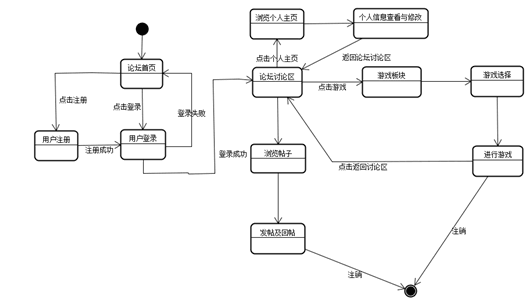 浏览个人主页
个人信息查看与修改
点击个人主页
返回论坛讨论区
论坛首页
论坛讨论区
游戏板块
游戏选择
点击游戏
点击注册
点击登录
登录失败
用户注册
用户登录
注册成功
登录成功
浏览帖子
进行游戏
点击返回讨论区
发帖及回帖
注销
注销